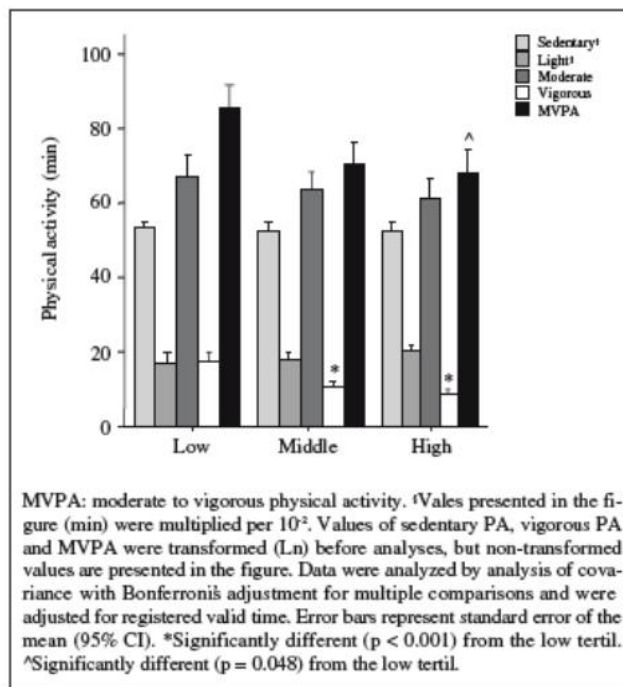 100
80
60
40
20
0
Physical activity (min)
Sedentary‡
Light‡
Moderate
Vigorous
MVPA
^
*
*
Low Middle High
MVPA: moderate to vigorous physical activity. ‡Vales presented in the fi-
gure (min) were multiplied per 10⁻². Values of sedentary PA, vigorous PA
and MVPA were transformed (Ln) before analyses, but non-transformed
values are presented in the figure. Data were analyzed by analysis of cova-
riance with Bonferroniś adjustment for multiple comparisons and were
adjusted for registered valid time. Error bars represent standard error of the
mean (95% CI). *Significantly different (p < 0.001) from the low tertil.
^Significantly different (p = 0.048) from the low tertil.